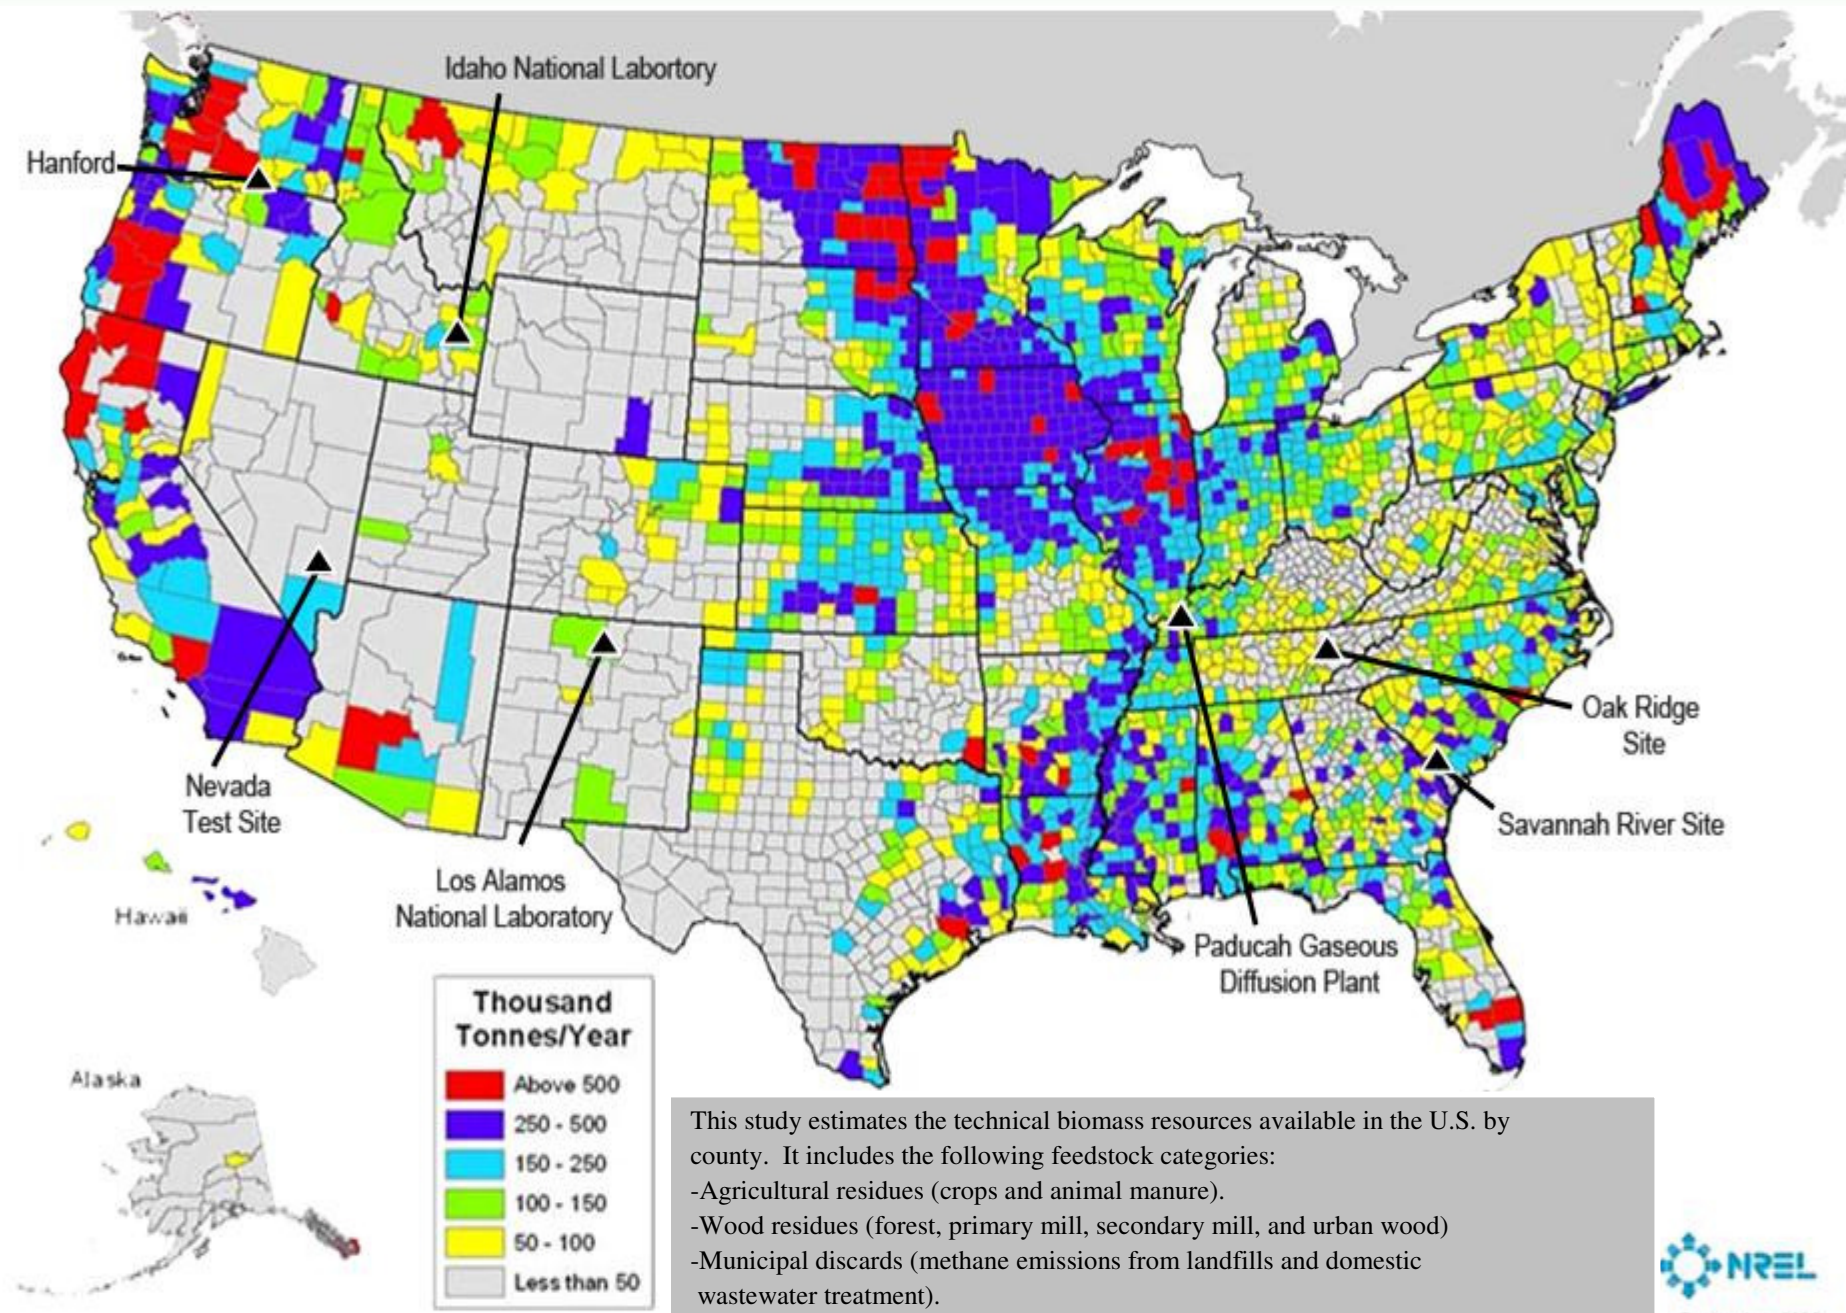 Idaho National Labortory
Hanford
Nevada
Test Site
Los Alamos
National Laboratory
Oak Ridge
Site
Savannah River Site
Paducah Gaseous
Diffusion Plant
Hawaii
Alaska
Thousand
Tonnes/Year
Above 500
250 - 500
150 - 250
100 - 150
50 - 100
Less than 50
This study estimates the technical biomass resources available in the U.S. by
county.  It includes the following feedstock categories:
-Agricultural residues (crops and animal manure).
-Wood residues (forest, primary mill, secondary mill, and urban wood)
-Municipal discards (methane emissions from landfills and domestic
wastewater treatment).
NREL